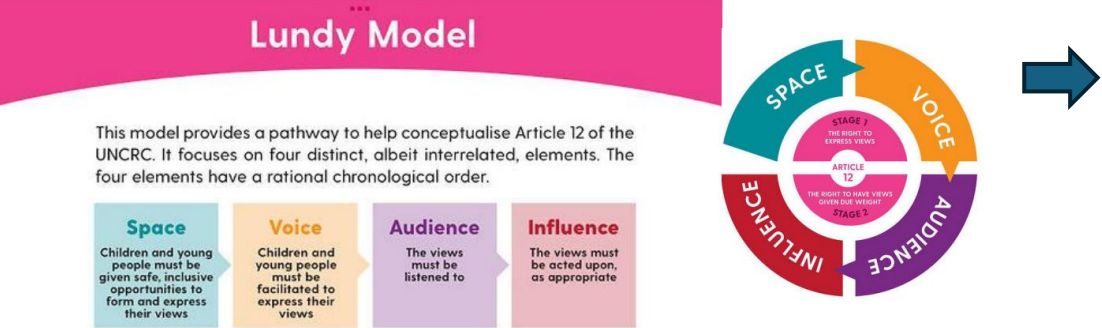 Lundy Model
This model provides a pathway to help conceptualise Article 12 of the
UNCRC. It focuses on four distinct, albeit interrelated, elements. The
four elements have a rational chronological order.
Space
Children and young
people must be
given safe, inclusive
opportunities to
form and express
their views
Voice
Children and
young people
must be
facilitated to
express their
views
Audience
The views
must be
listened to
Influence
The views must
be acted upon,
as appropriate
SPACE
VOICE
AUDIENCE
INFLUENCE
STAGE 1
THE RIGHT TO
EXPRESS VIEWS
ARTICLE
12
THE RIGHT TO HAVE VIEWS
GIVEN DUE WEIGHT
STAGE 2